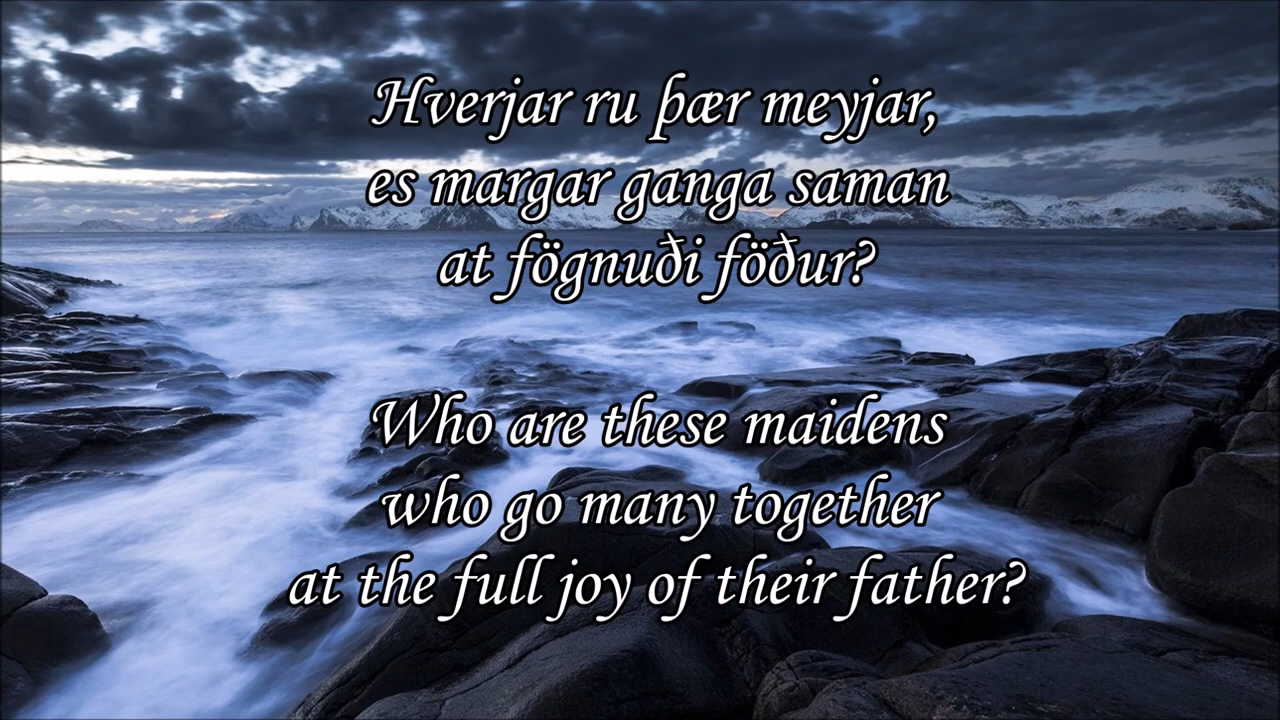 Hverjar ru þær meyjar,
es margar ganga saman
at fögnuði föður?
Who are these maidens
who go many together
at the full joy of their father?